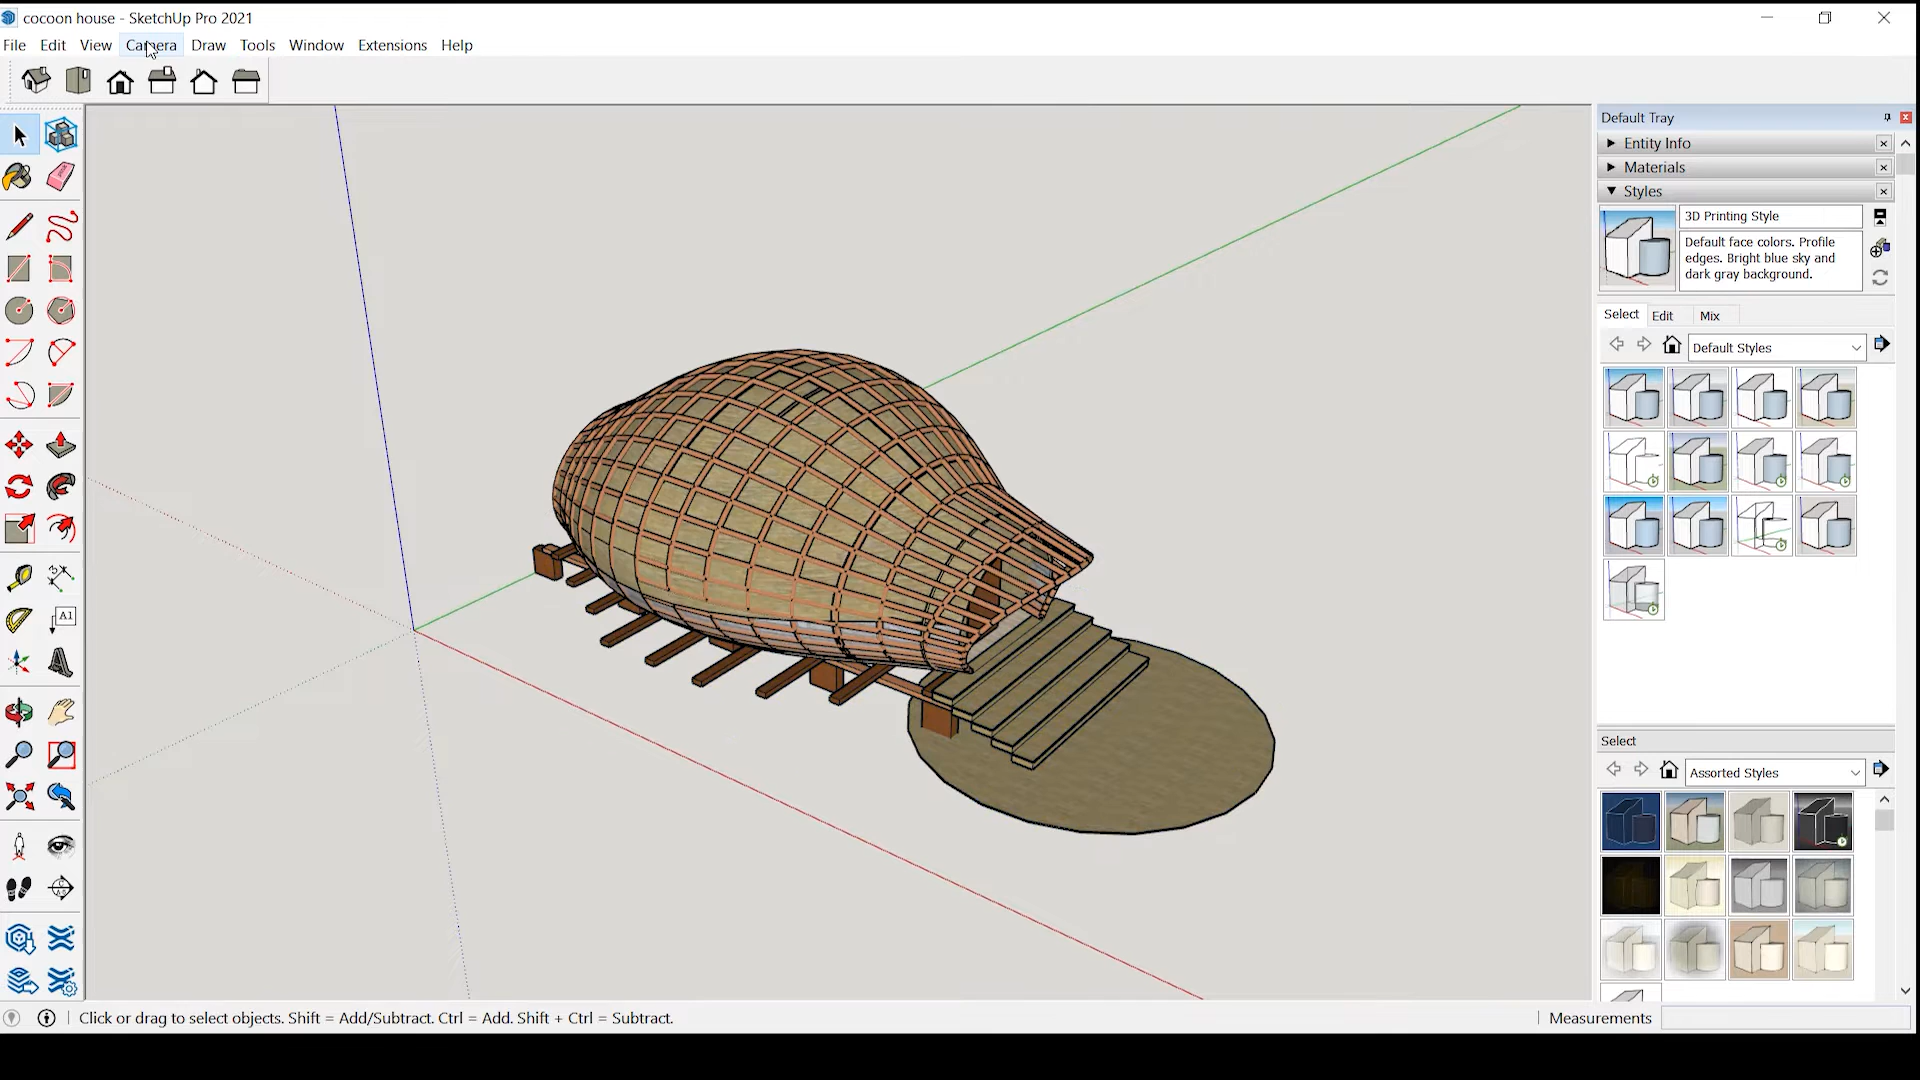 cocoon house - SketchUp Pro 2021
File Edit View Camera Draw Tools Window Extensions Help
Default Tray
Entity Info
Materials
Styles
3D Printing Style
Default face colors. Profile
edges. Bright blue sky and
dark gray background.
Select Edit Mix
Default Styles
A1
Select
Assorted Styles
Click or drag to select objects. Shift = Add/Subtract. Ctrl = Add. Shift + Ctrl = Subtract.
Measurements